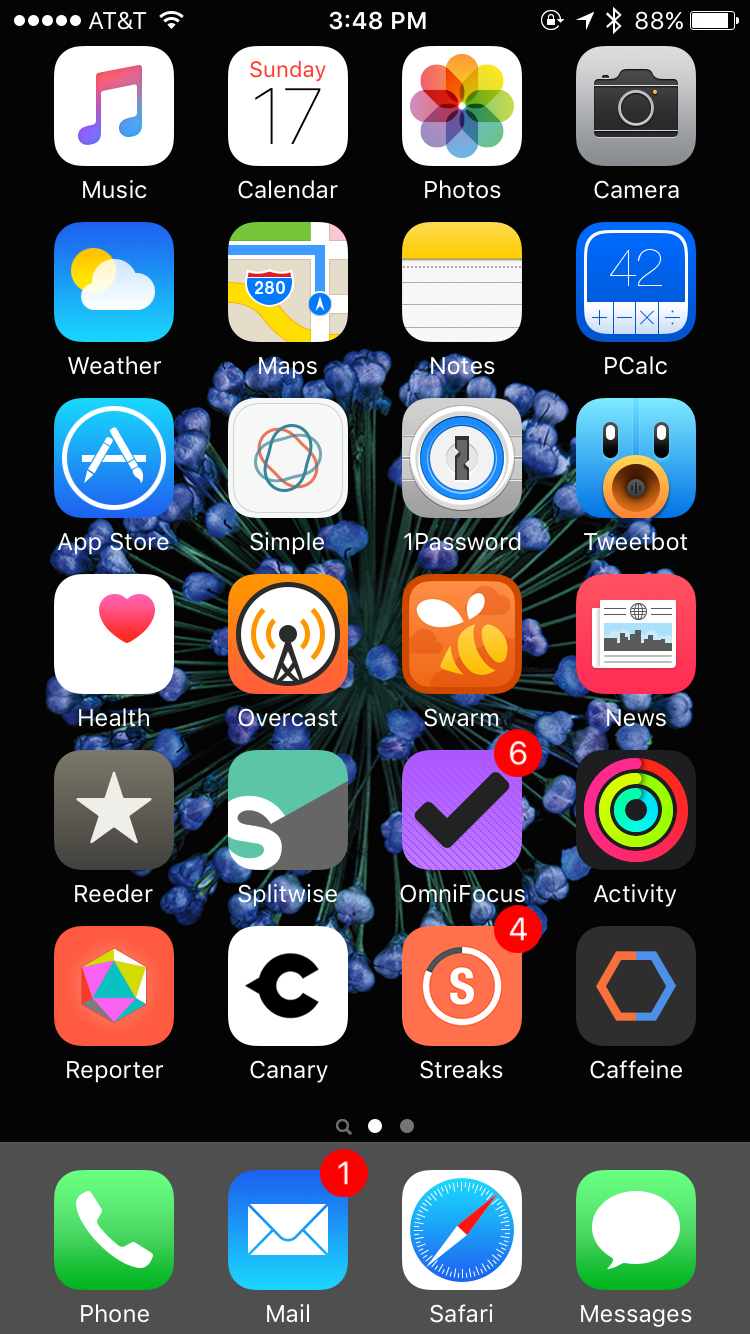 AT&T 3:48 PM 88%
Sunday
17
Music Calendar Photos Camera
280
42
+ − × ÷
Weather Maps Notes PCalc
App Store Simple 1Password Tweetbot
Health Overcast Swarm News
6
S
Reeder Splitwise OmniFocus Activity
4
C S
Reporter Canary Streaks Caffeine
1
Phone Mail Safari Messages